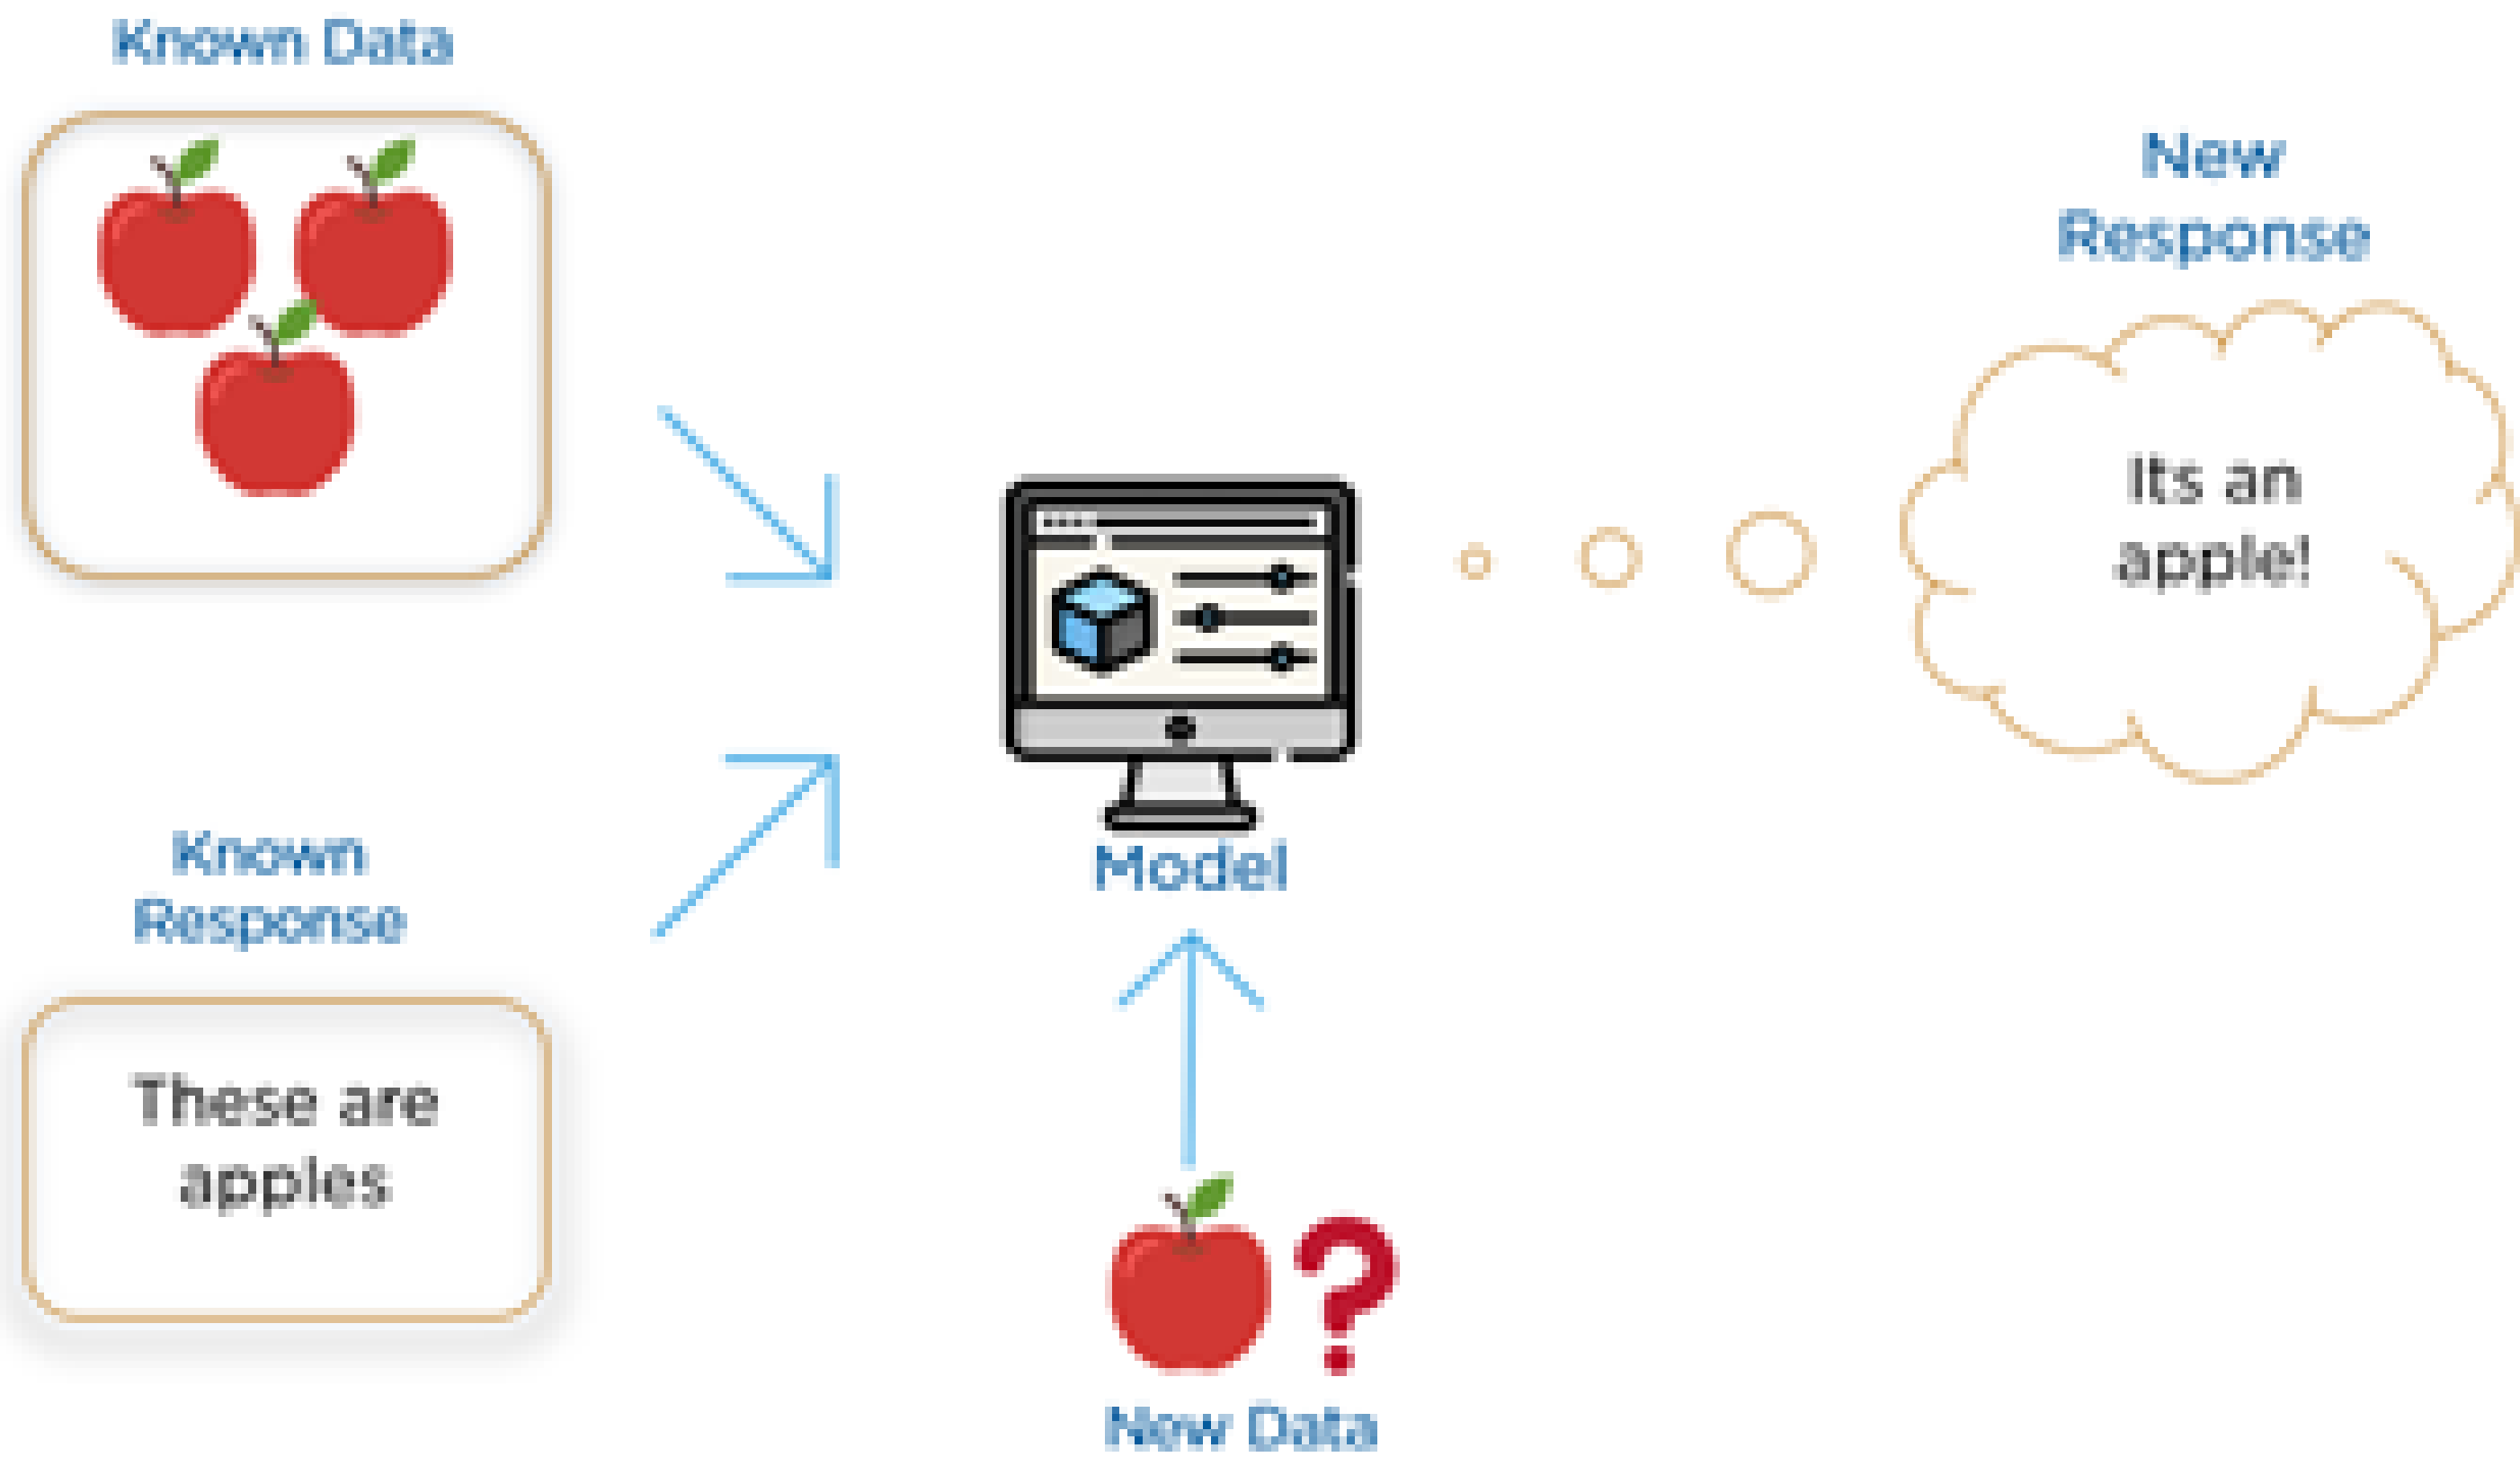 Known Data
Known
Response
These are
apples
Model
?
New Data
New
Response
Its an
apple!